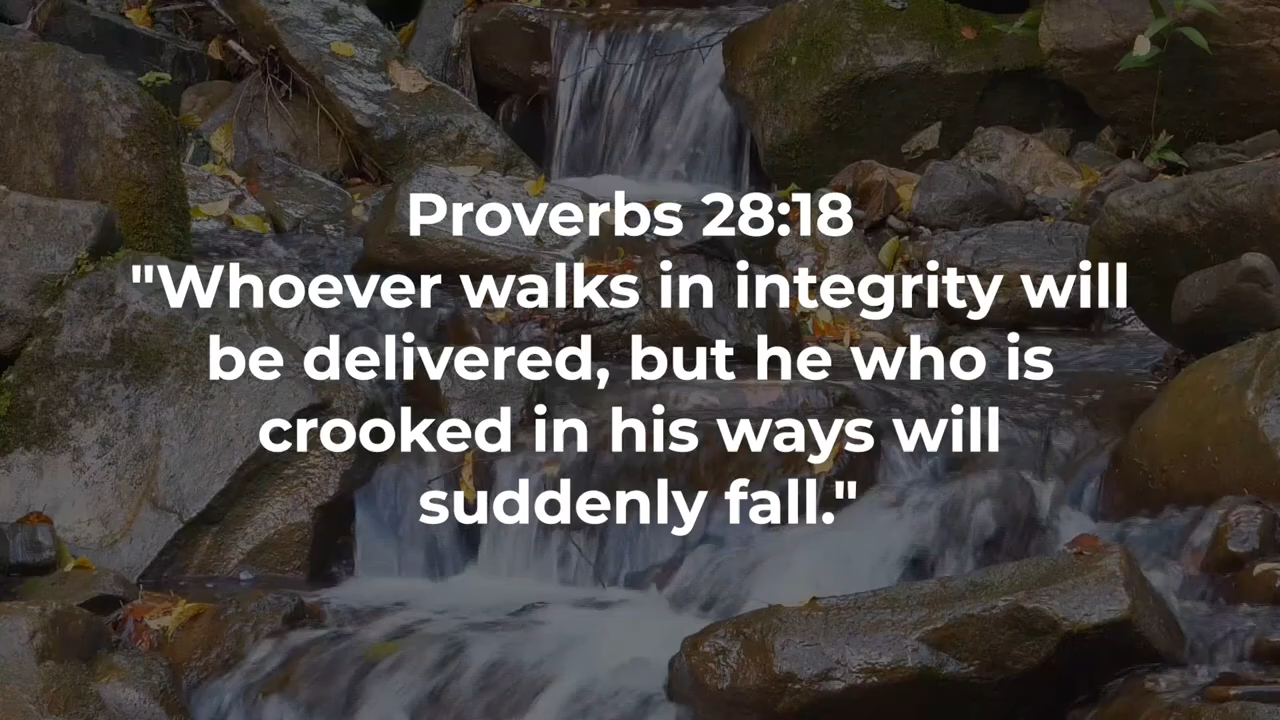 Proverbs 28:18
"Whoever walks in integrity will
be delivered, but he who is
crooked in his ways will
suddenly fall."